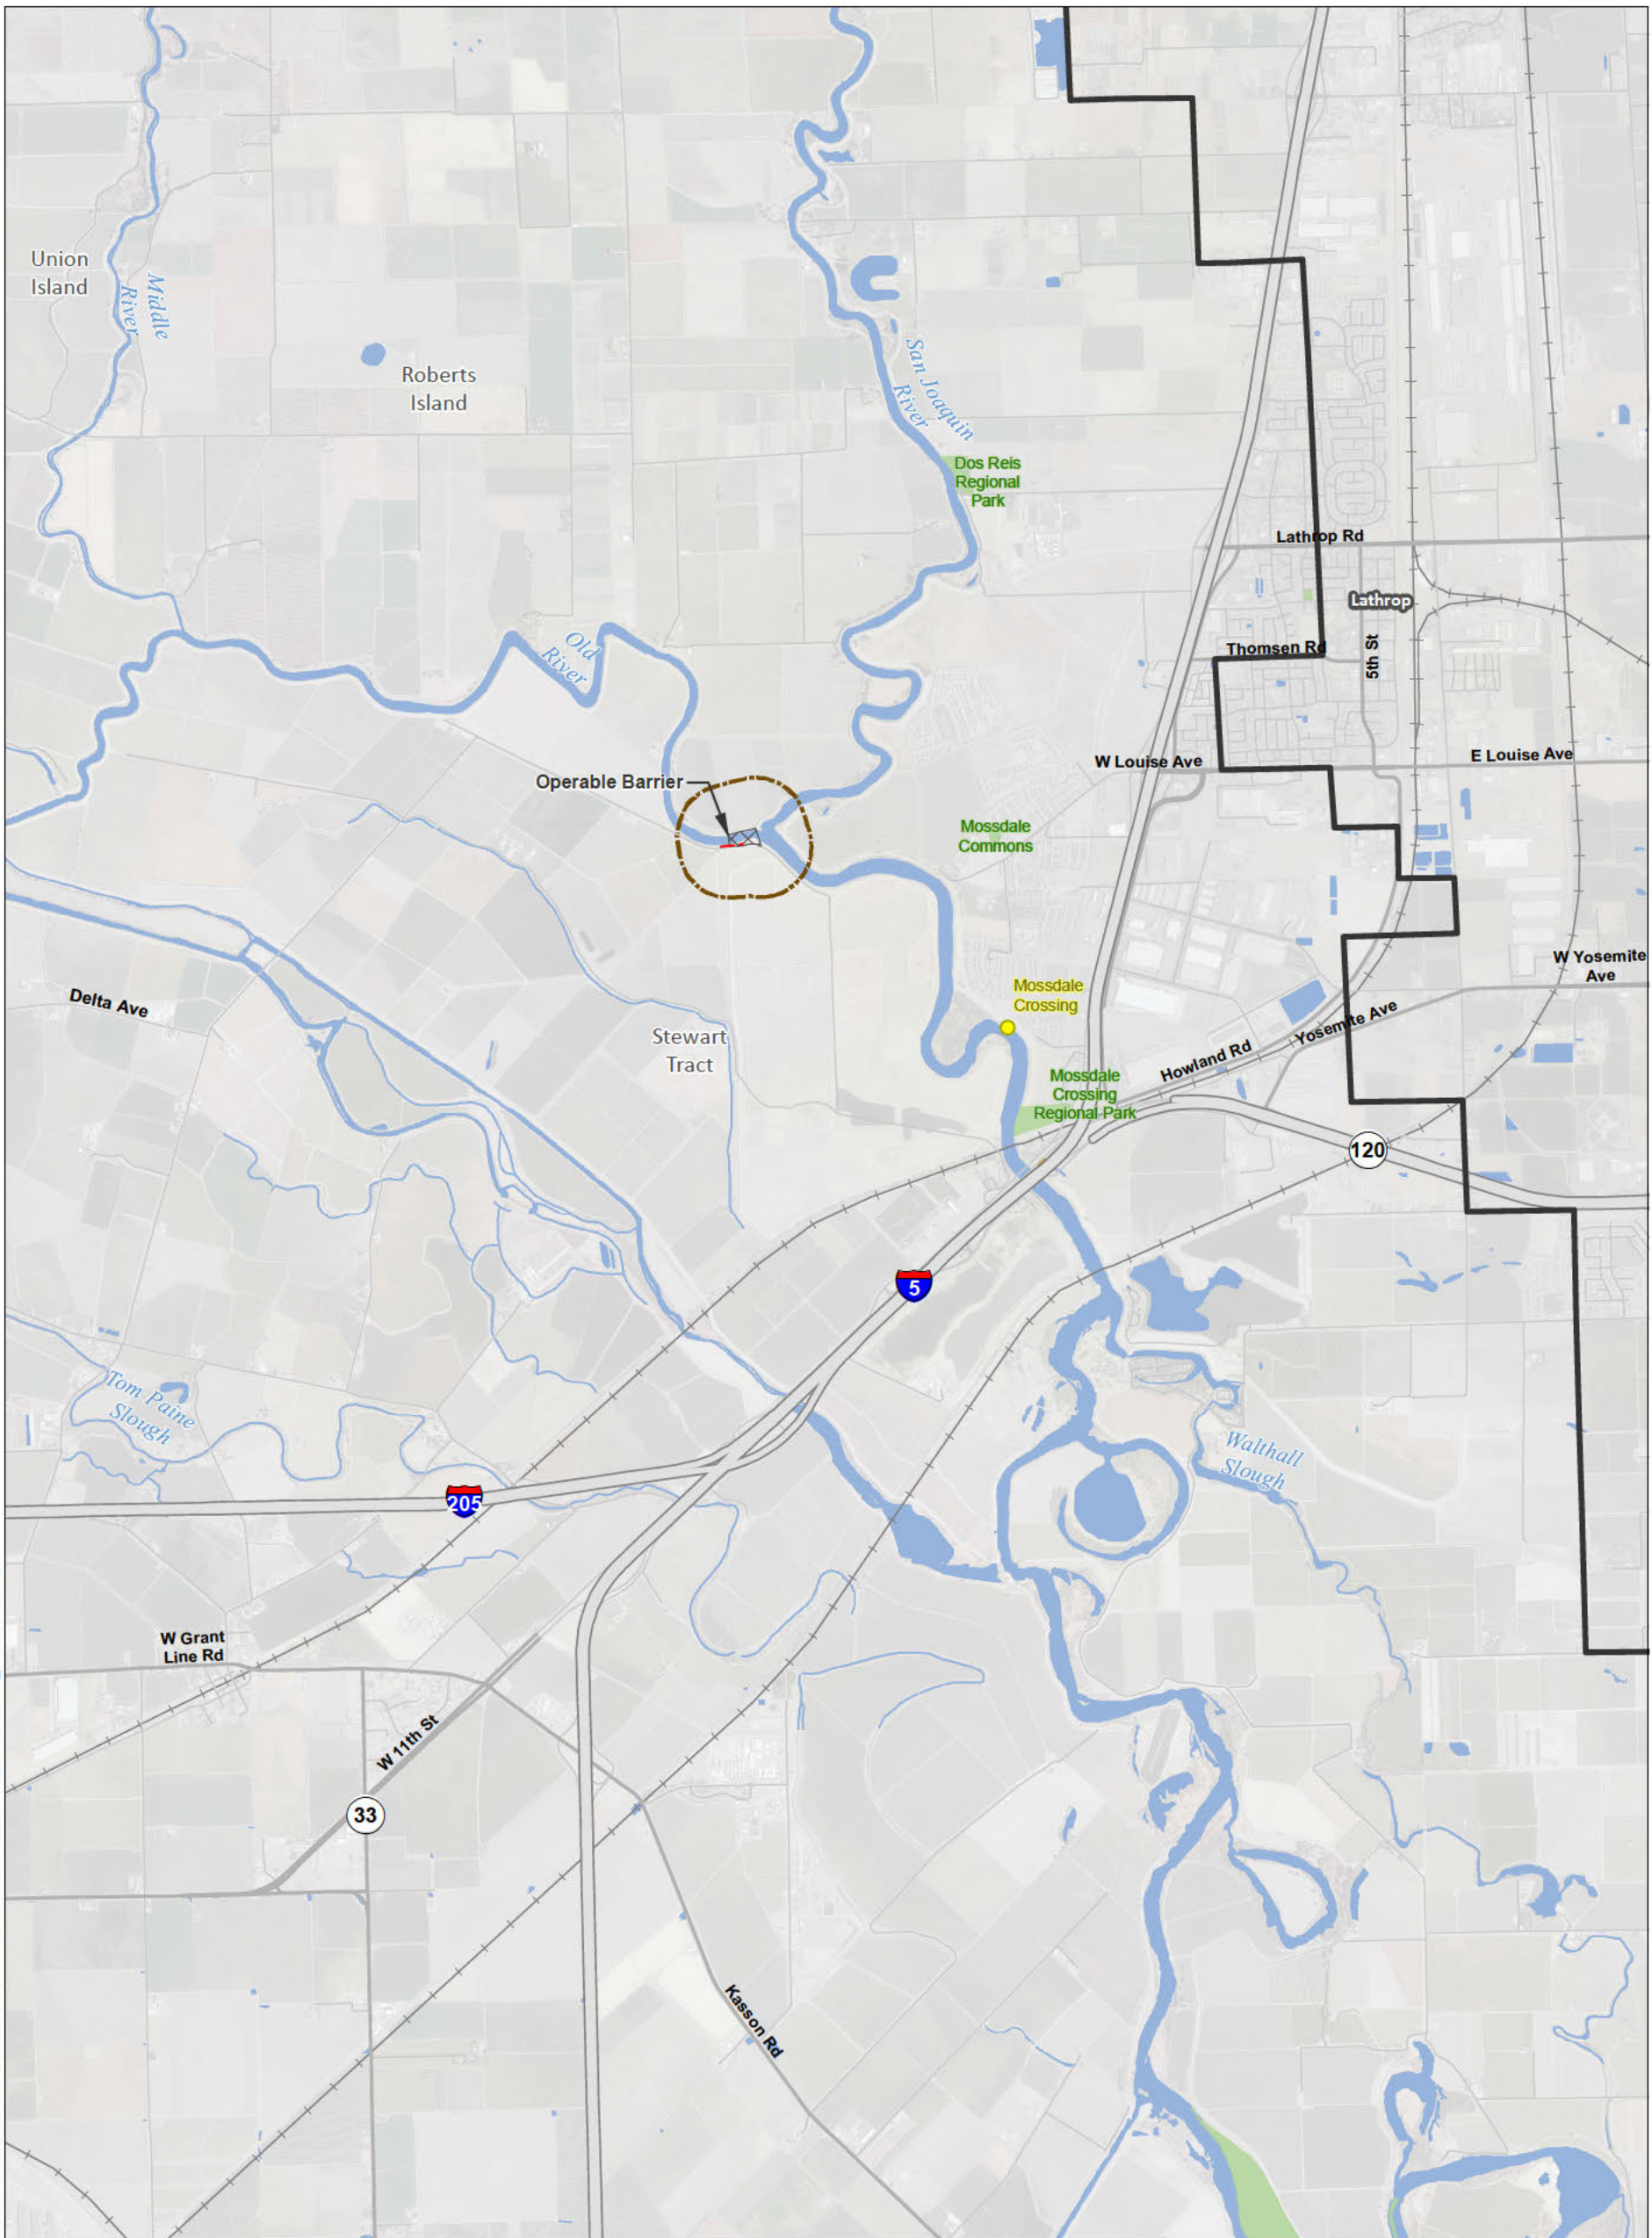 Union
Island
Middle
River
Roberts
Island
San Joaquin
River
Dos Reis
Regional
Park
Lathrop Rd
Lathrop
Thomsen Rd
5th St
Old
River
W Louise Ave
E Louise Ave
Operable Barrier
Mossdale
Commons
W Yosemite
Ave
Delta Ave
Mossdale
Crossing
Yosemite Ave
Stewart
Tract
Howland Rd
Mossdale
Crossing
Regional Park
120
5
Tom Paine
Slough
Walthall
Slough
205
W Grant
Line Rd
W 11th St
33
Kasson Rd